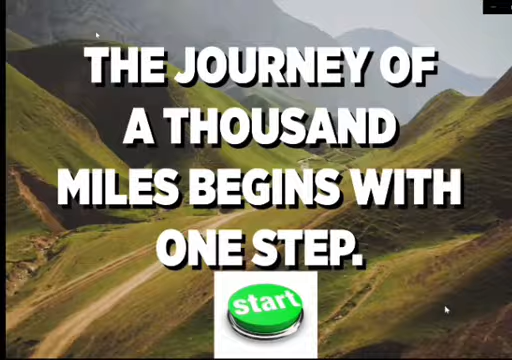 THE JOURNEY OF
A THOUSAND
MILES BEGINS WITH
ONE STEP.
start